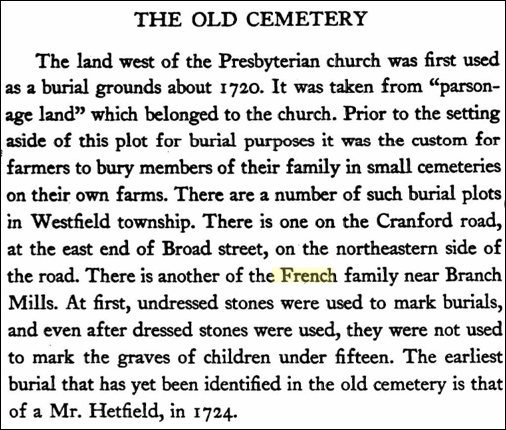 THE OLD CEMETERY
The land west of the Presbyterian church was first used
as a burial grounds about 1720. It was taken from “parson-
age land” which belonged to the church. Prior to the setting
aside of this plot for burial purposes it was the custom for
farmers to bury members of their family in small cemeteries
on their own farms. There are a number of such burial plots
in Westfield township. There is one on the Cranford road,
at the east end of Broad street, on the northeastern side of
the road. There is another of the French family near Branch
Mills. At first, undressed stones were used to mark burials,
and even after dressed stones were used, they were not used
to mark the graves of children under fifteen. The earliest
burial that has yet been identified in the old cemetery is that
of a Mr. Hetfield, in 1724.